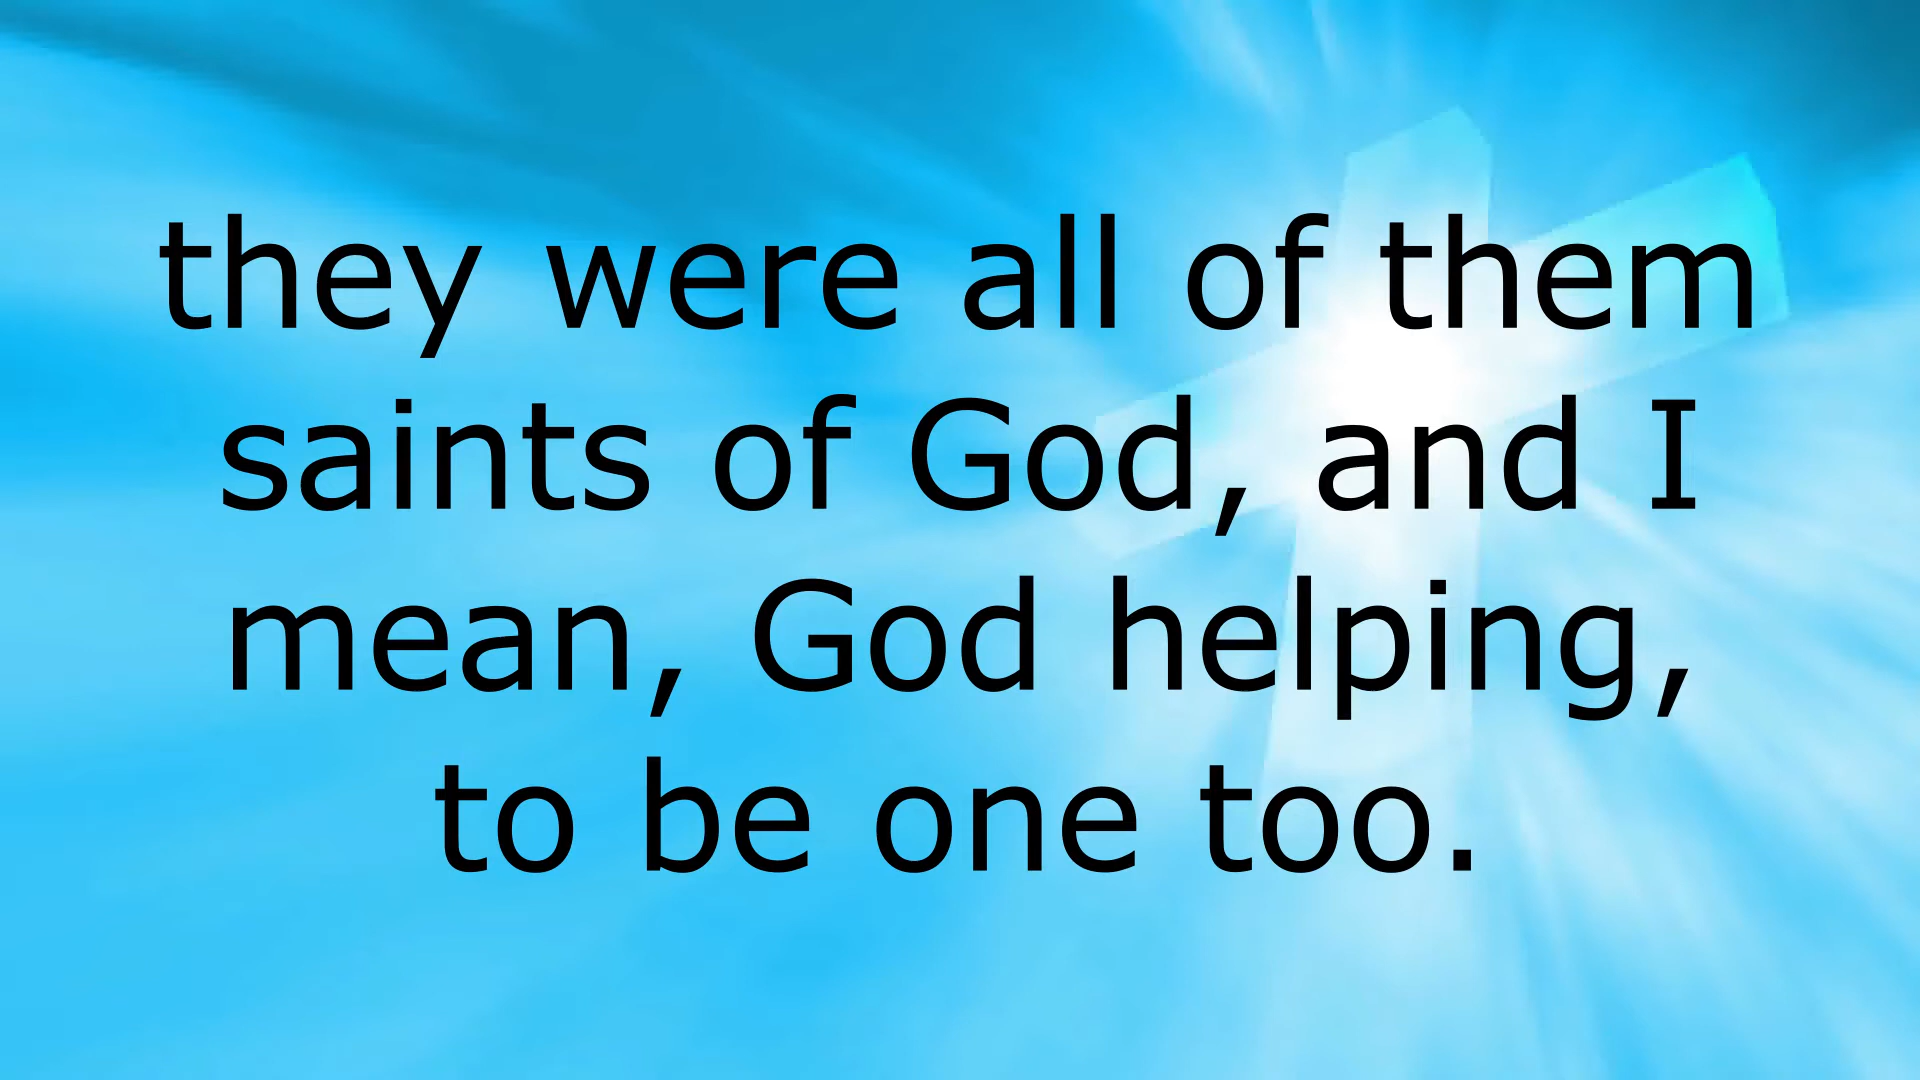 they were all of them
saints of God, and I
mean, God helping,
to be one too.